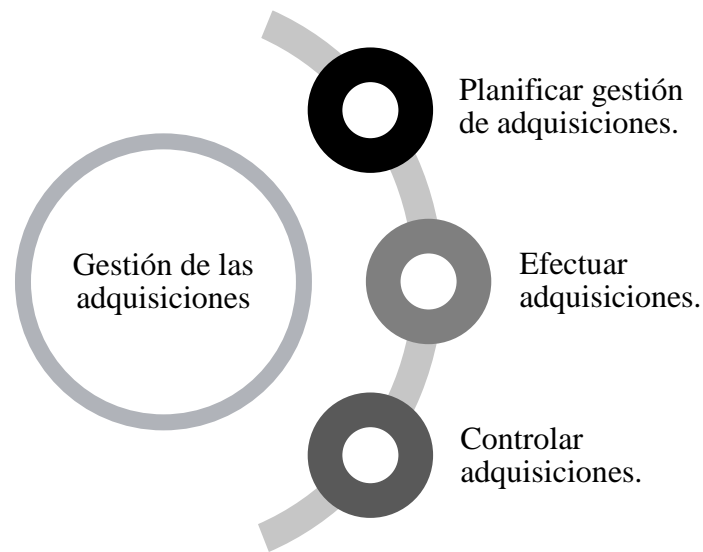 Gestión de las
adquisiciones
Planificar gestión
de adquisiciones.
Efectuar
adquisiciones.
Controlar
adquisiciones.